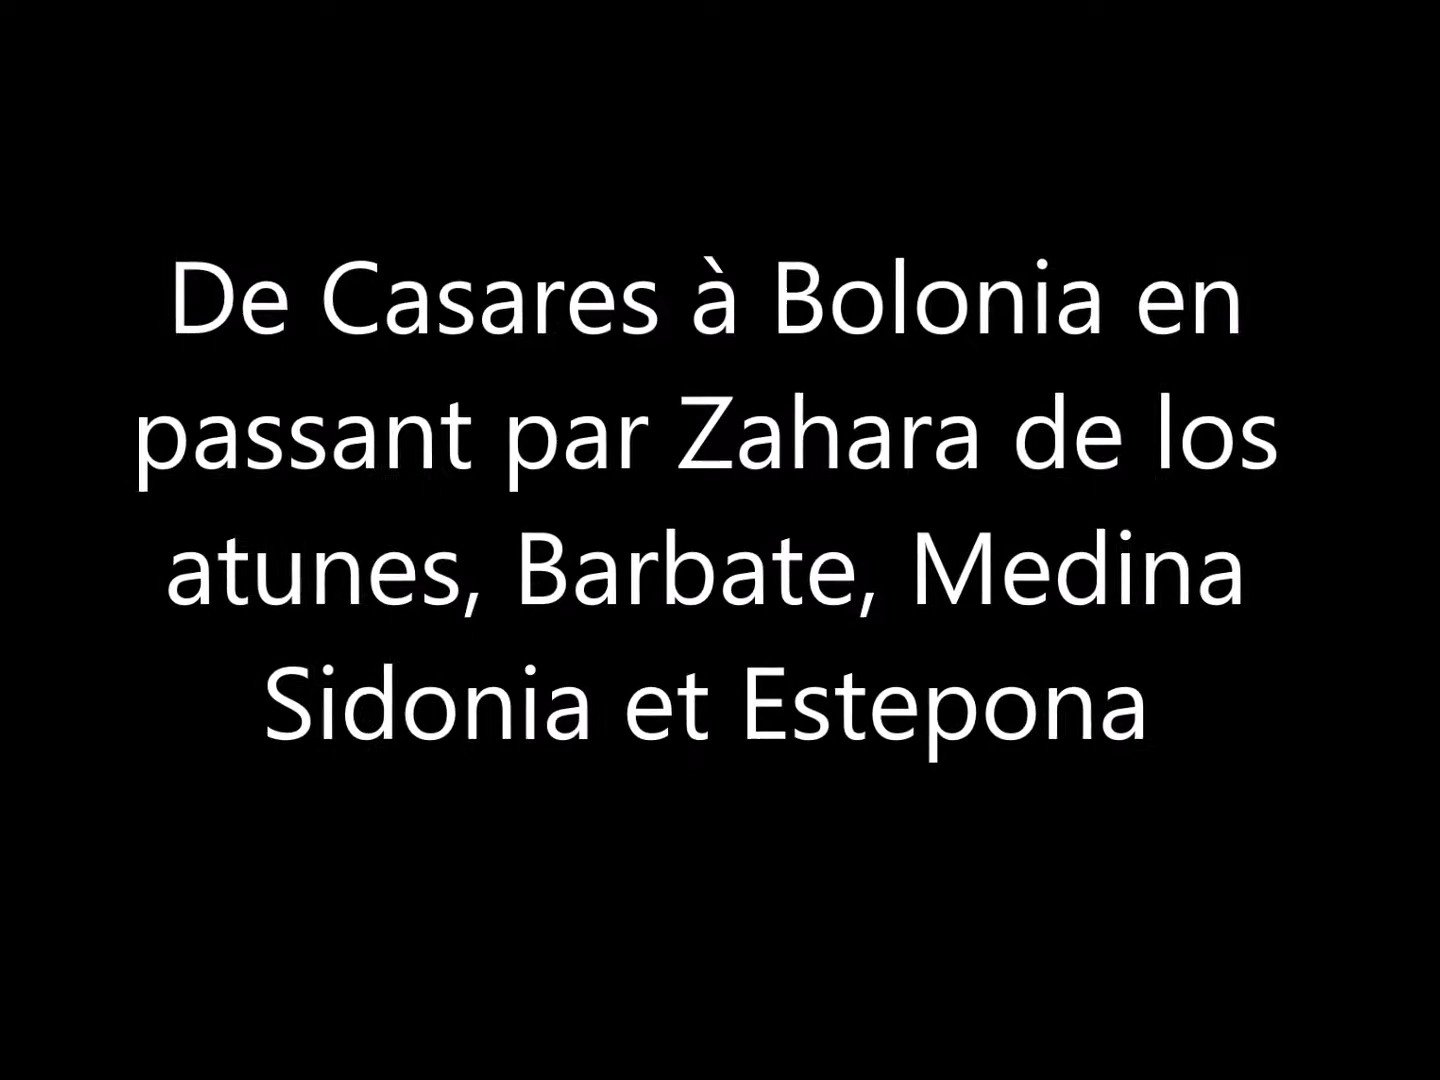 De Casares à Bolonia en
passant par Zahara de los
atunes, Barbate, Medina
Sidonia et Estepona